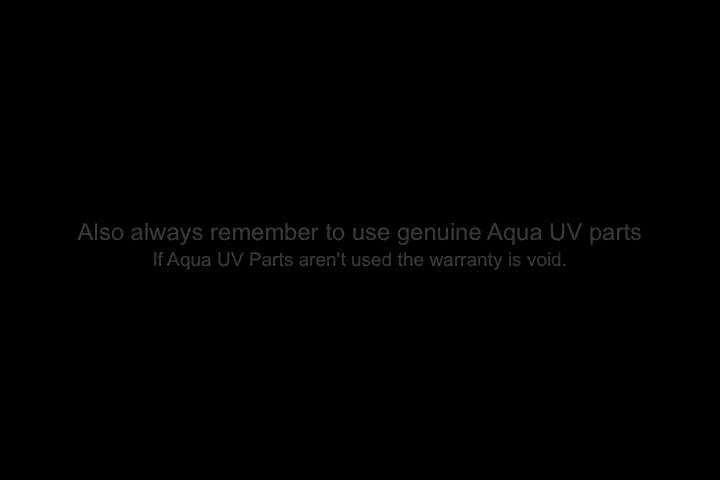 Also always remember to use genuine Aqua UV parts
If Aqua UV Parts aren't used the warranty is void.